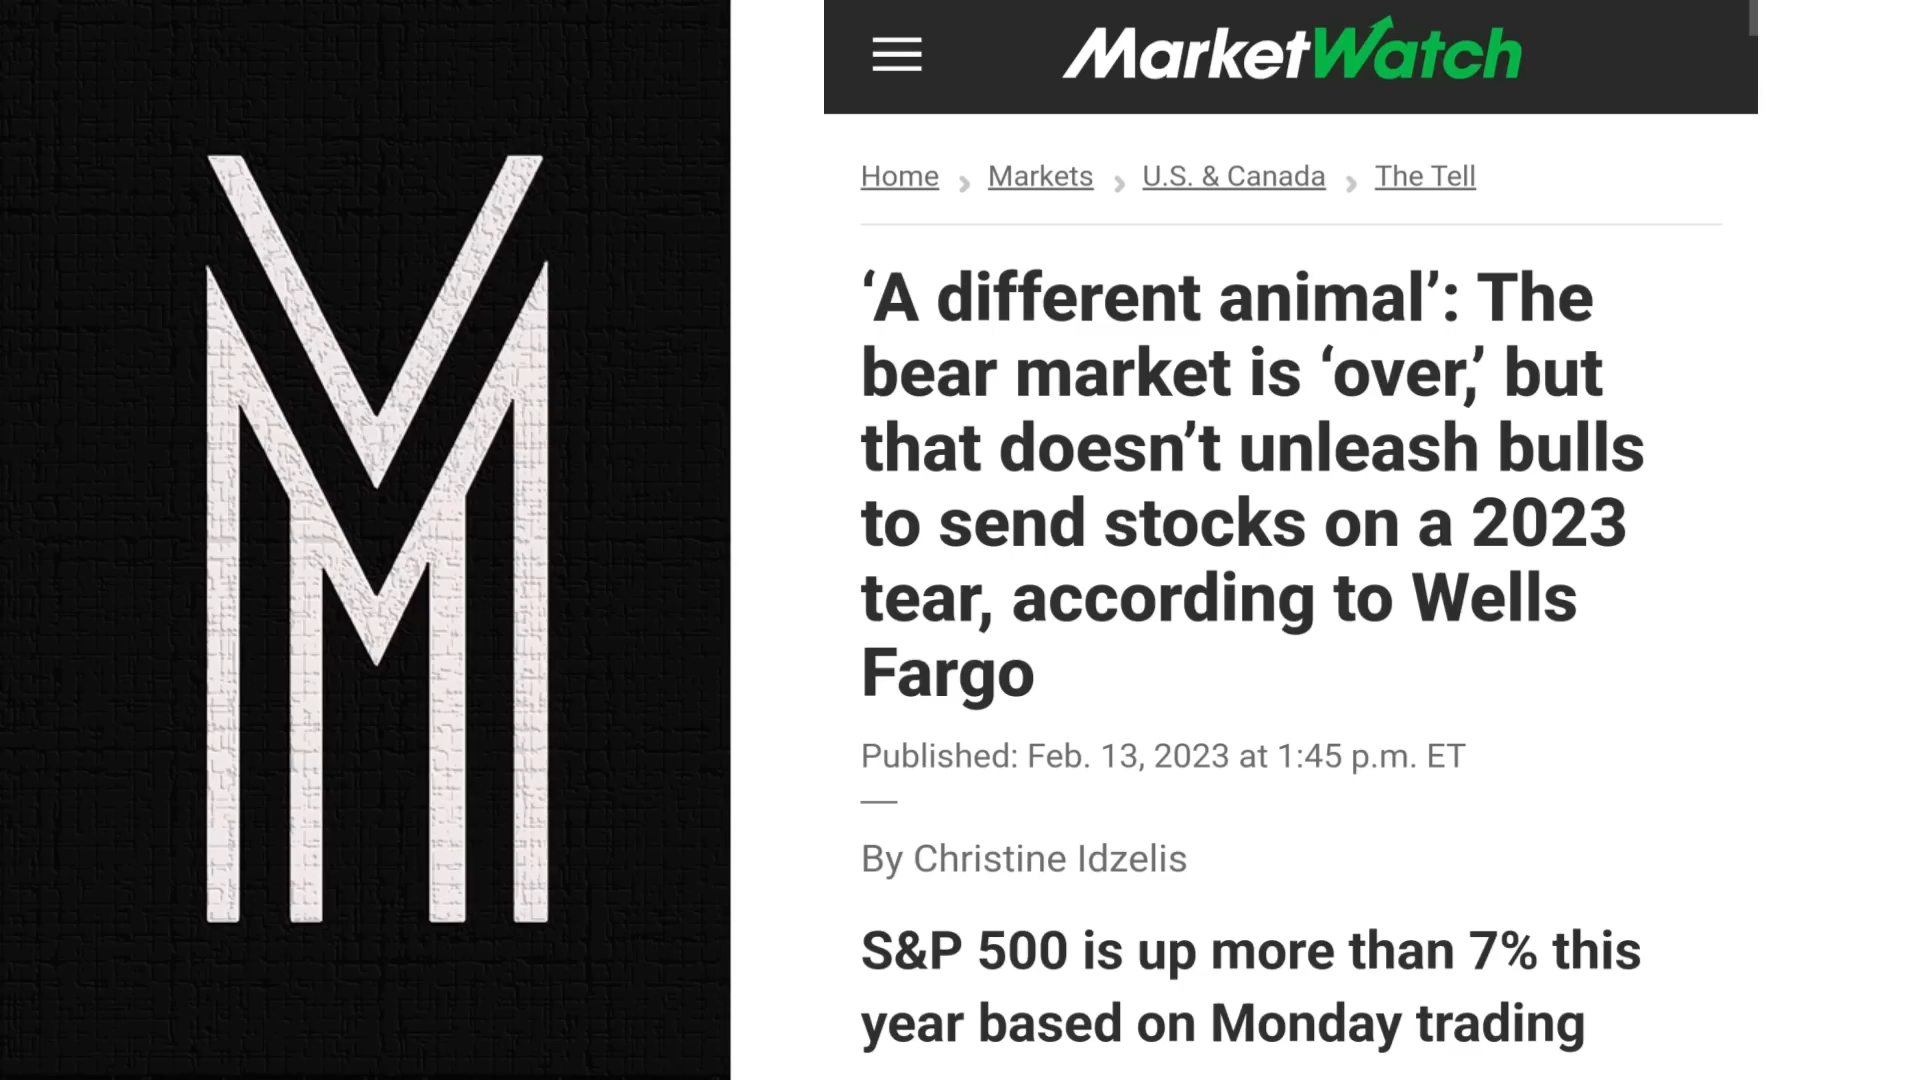 MarketWatch
Home › Markets › U.S. & Canada › The Tell
‘A different animal’: The
bear market is ‘over,’ but
that doesn’t unleash bulls
to send stocks on a 2023
tear, according to Wells
Fargo
Published: Feb. 13, 2023 at 1:45 p.m. ET
By Christine Idzelis
S&P 500 is up more than 7% this
year based on Monday trading